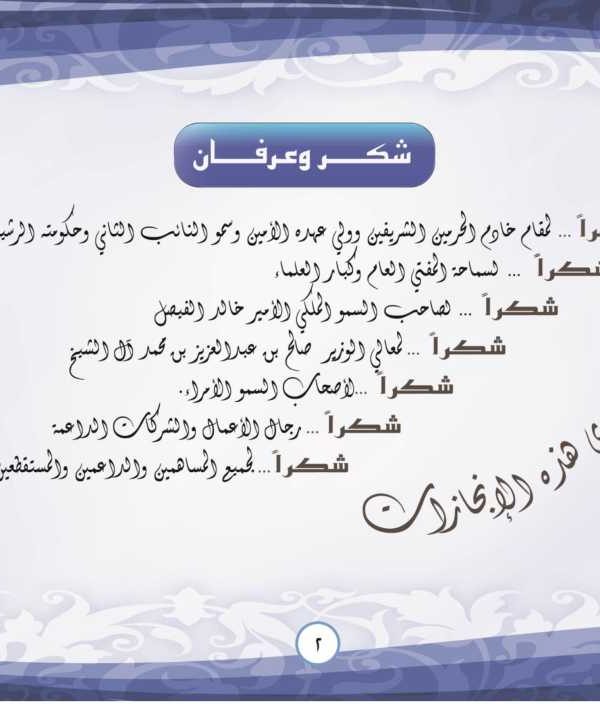 شكر وعرفان
... لمقام خادم الحرمين الشريفين وولي عهده الأمين وسمو النائب الثاني وحكومته
... لسماحة المفتي العام وكبار العلماء
شكراً ... لصاحب السمو الملكي الأمير خالد الفيصل
شكراً ... لمعالي الوزير صالح بن عبدالعزيز بن محمد آل الشيخ
شكراً ...لأصحاب السمو الأمراء.
شكراً ... رجال الأعمال والشركات الداعمة
شكراً ... لجميع المساهمين والداعمين والمستقطعين
هذه الإنجازات
٢